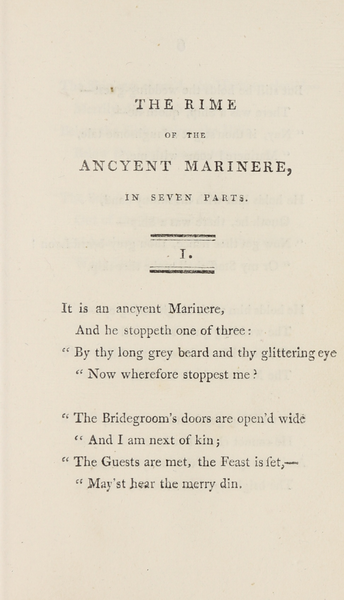 THE RIME
OF THE
ANCYENT MARINERE,
IN SEVEN PARTS.
I.
It is an ancyent Marinere,
And he stoppeth one of three:
“ By thy long grey beard and thy glittering eye
“ Now wherefore stoppest me?
“ The Bridegroom's doors are open'd wide
“ And I am next of kin;
“ The Guests are met, the Feast is ſet,—
“ May'st hear the merry din.